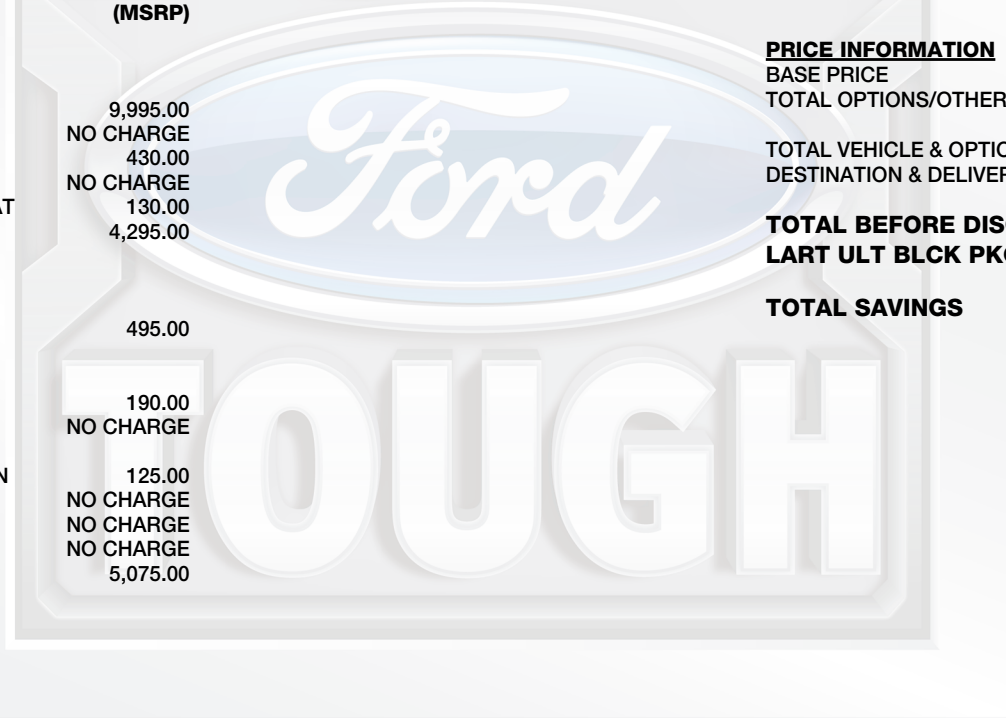 (MSRP)
9,995.00
NO CHARGE
430.00
NO CHARGE
AT 130.00
4,295.00
495.00
190.00
NO CHARGE
N 125.00
NO CHARGE
NO CHARGE
NO CHARGE
5,075.00
PRICE INFORMATION
BASE PRICE
TOTAL OPTIONS/OTHER
TOTAL VEHICLE & OPTIO
DESTINATION & DELIVER
TOTAL BEFORE DIS
LART ULT BLCK PK
TOTAL SAVINGS
Ford
TOUGH